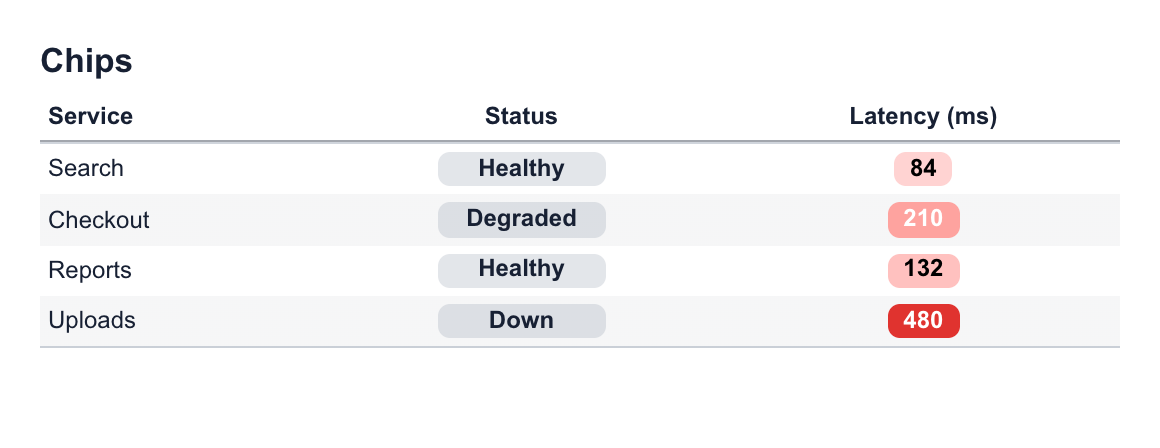 Chips
Service Status Latency (ms)
Search Healthy 84
Checkout Degraded 210
Reports Healthy 132
Uploads Down 480